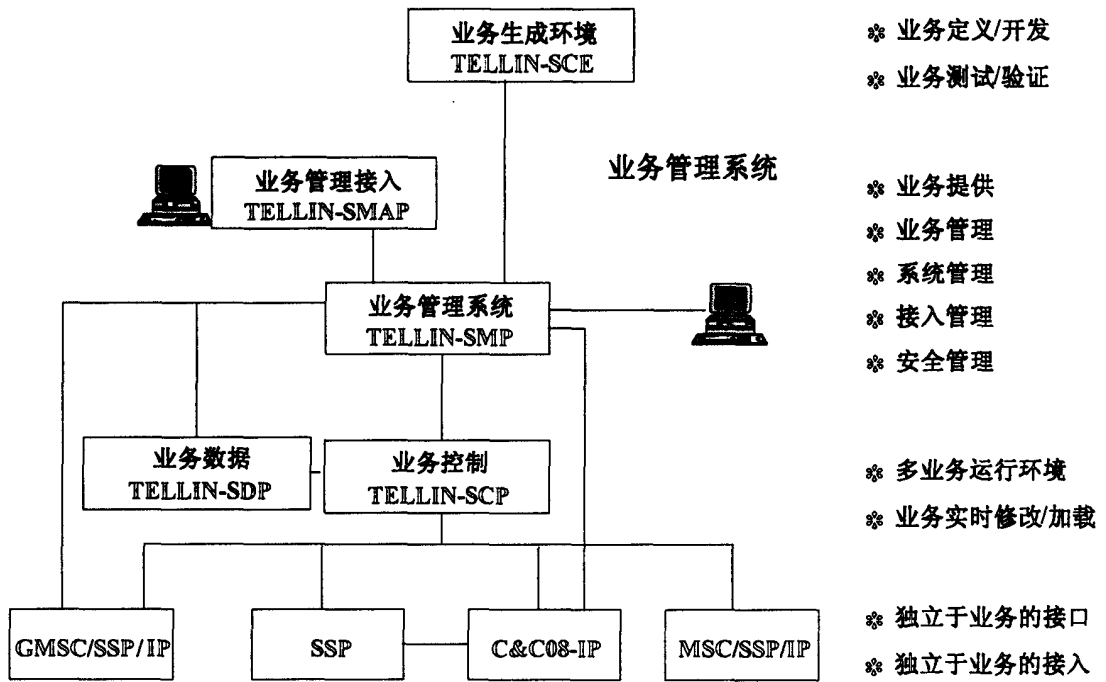 业务生成环境
TELLIN-SCE
※ 业务定义/开发
※ 业务测试/验证
业务管理接入
TELLIN-SMAP
业务管理系统
※ 业务提供
※ 业务管理
※ 系统管理
※ 接入管理
※ 安全管理
业务管理系统
TELLIN-SMP
业务数据
TELLIN-SDP
业务控制
TELLIN-SCP
※ 多业务运行环境
※ 业务实时修改/加载
GMSC/SSP/IP
SSP
C&C08-IP
MSC/SSP/IP
※ 独立于业务的接口
※ 独立于业务的接入